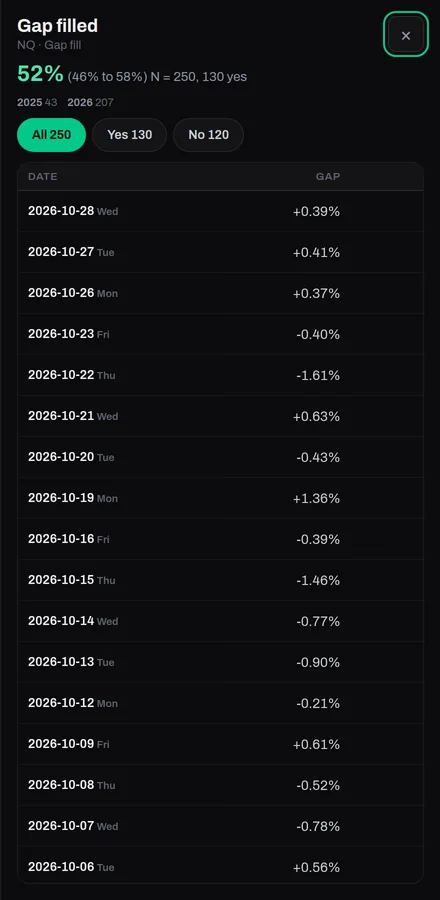 Gap filled
NQ · Gap fill
×
52% (46% to 58%) N = 250, 130 yes
2025 43 2026 207
All 250 Yes 130 No 120
DATE GAP
2026-10-28 Wed +0.39%
2026-10-27 Tue +0.41%
2026-10-26 Mon +0.37%
2026-10-23 Fri -0.40%
2026-10-22 Thu -1.61%
2026-10-21 Wed +0.63%
2026-10-20 Tue -0.43%
2026-10-19 Mon +1.36%
2026-10-16 Fri -0.39%
2026-10-15 Thu -1.46%
2026-10-14 Wed -0.77%
2026-10-13 Tue -0.90%
2026-10-12 Mon -0.21%
2026-10-09 Fri +0.61%
2026-10-08 Thu -0.52%
2026-10-07 Wed -0.78%
2026-10-06 Tue +0.56%